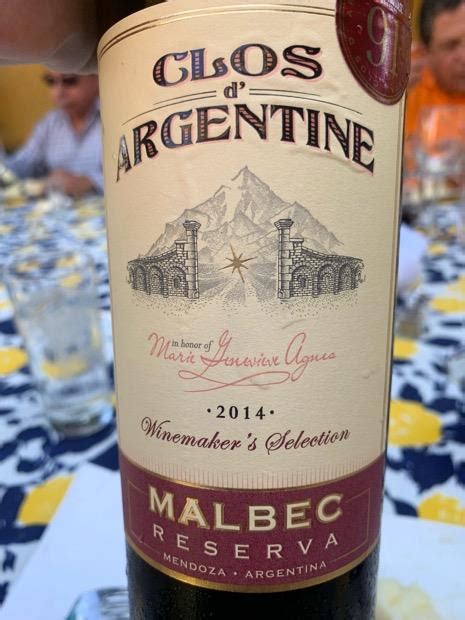 CLOS
d'
ARGENTINE
in honor of
Marie Genevieve Agnes
·2014·
Winemaker's Selection
MALBEC
RESERVA
MENDOZA · ARGENTINA